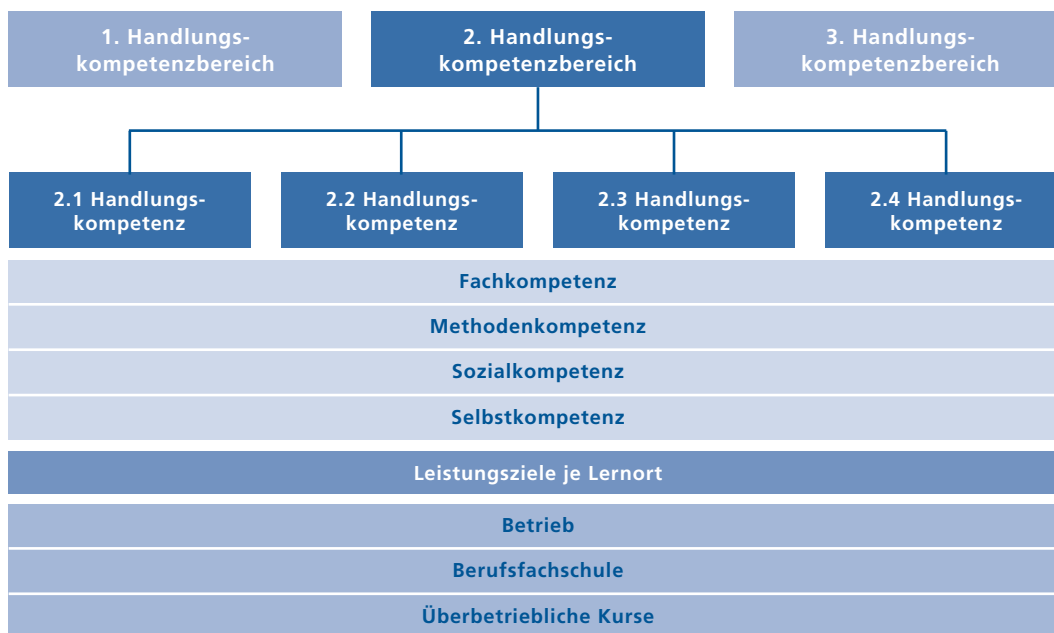 1. Handlungs-
kompetenzbereich
2. Handlungs-
kompetenzbereich
3. Handlungs-
kompetenzbereich
2.1 Handlungs-
kompetenz
2.2 Handlungs-
kompetenz
2.3 Handlungs-
kompetenz
2.4 Handlungs-
kompetenz
Fachkompetenz
Methodenkompetenz
Sozialkompetenz
Selbstkompetenz
Leistungsziele je Lernort
Betrieb
Berufsfachschule
Überbetriebliche Kurse